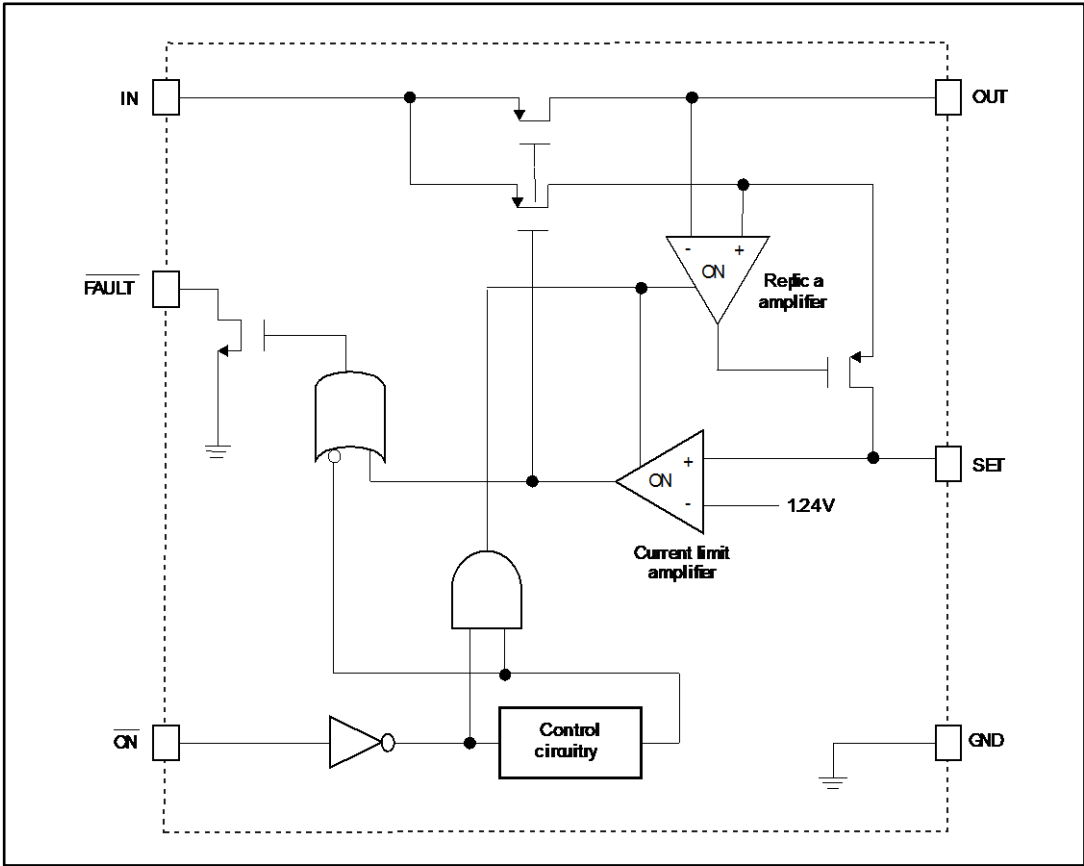 IN
OUT
- +
ON
Replic a
amplifier
FAULT
+
ON
-
SET
1.24V
Current limit
amplifier
ON
Control
circuitry
GND